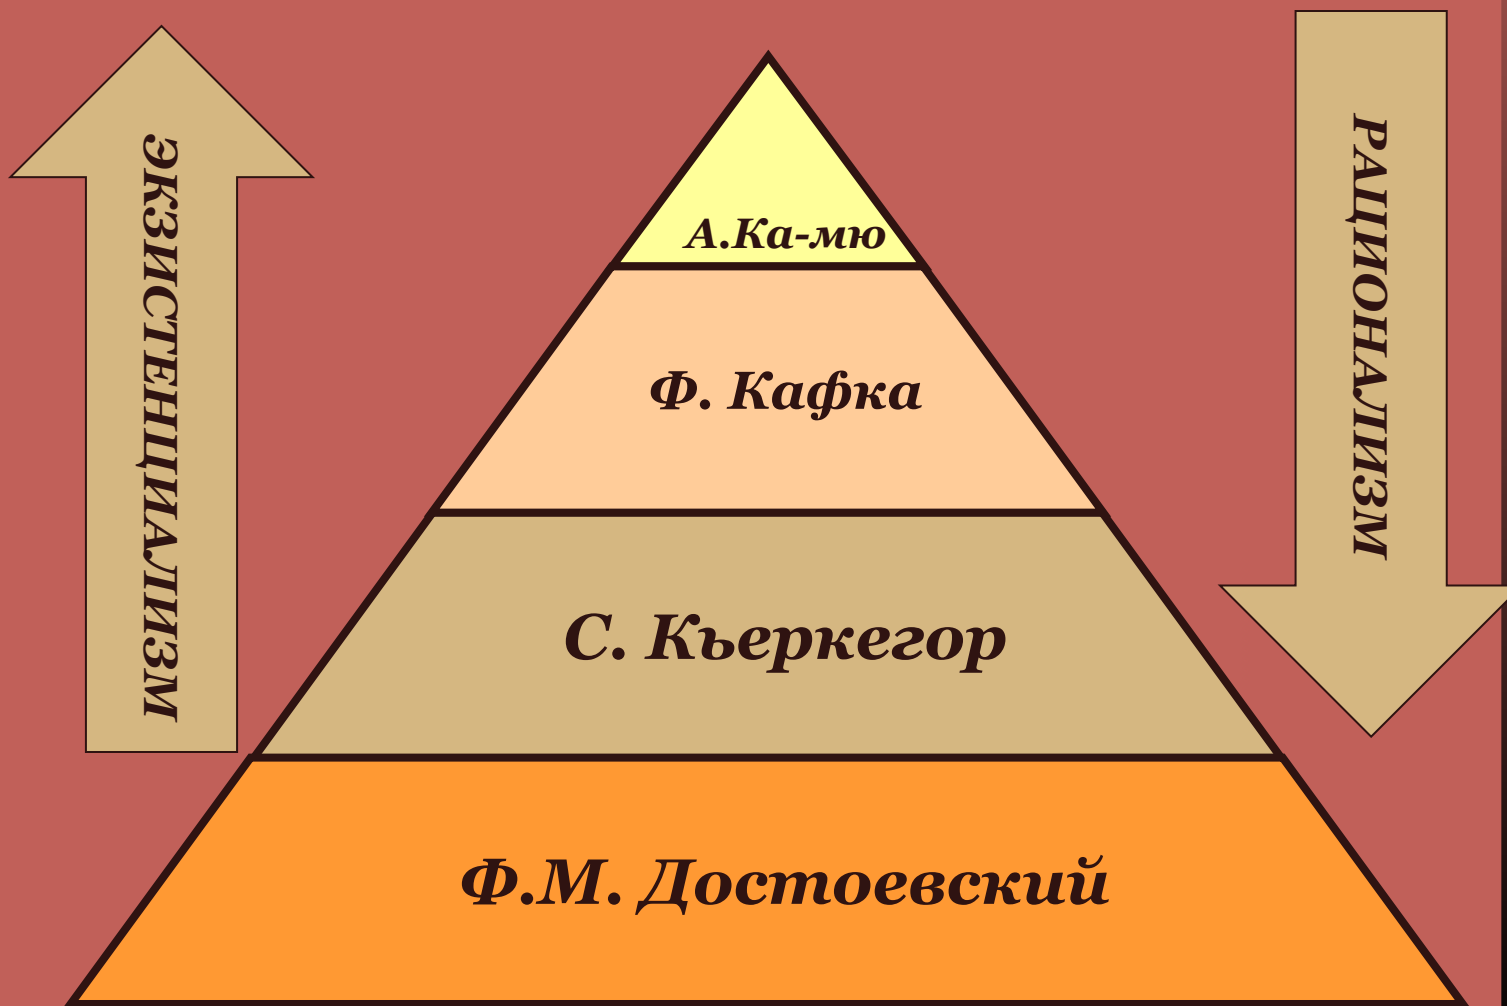 ЭКЗИСТЕНЦИАЛИЗМ
РАЦИОНАЛИЗМ
А.Ка-мю
Ф. Кафка
С. Кьеркегор
Ф.М. Достоевский